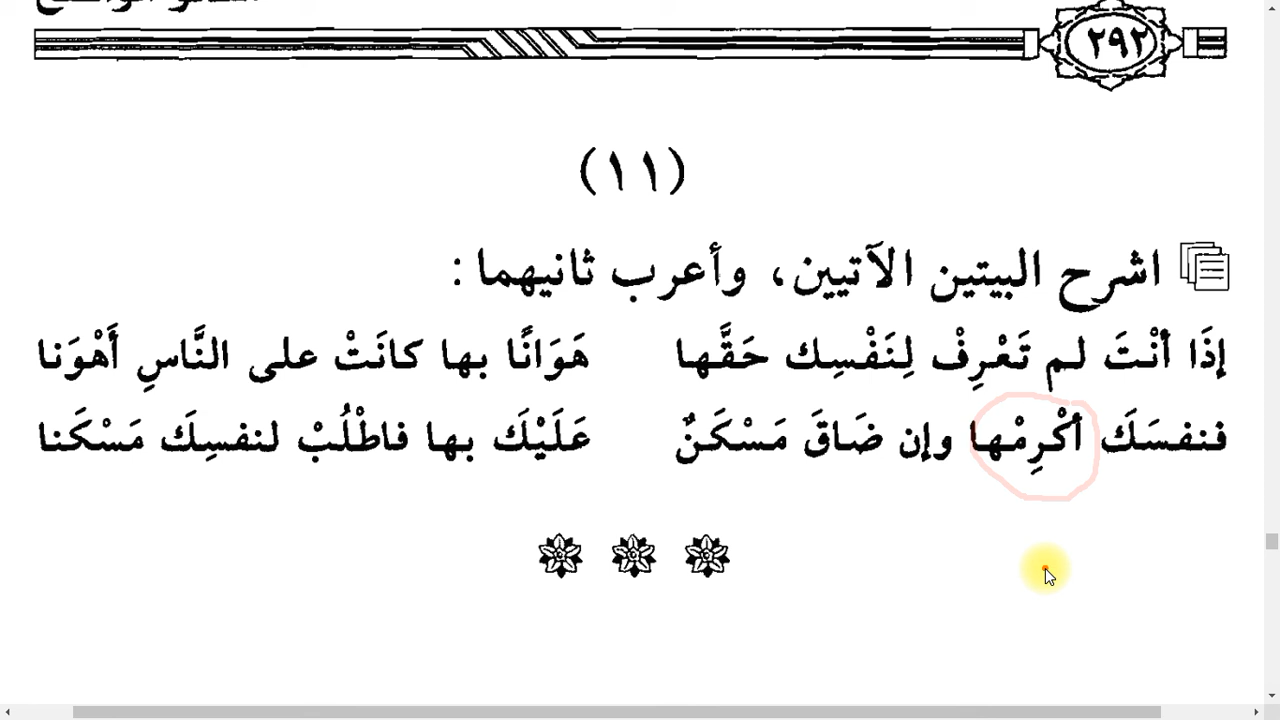 ٢٩٢
(١١)
اشرح البيتين الآتيين، وأعرب ثانيهما :
إذَا أنْتَ لم تَعْرِفْ لِنَفْسِك حَقَّها هَوَانًا بها كانَتْ على النَّاسِ أَهْوَنا
فنفسَكَ أكْرِمْها وإن ضَاقَ مَسْكَنٌ عَلَيْكَ بها فاطْلُبْ لنفسِكَ مَسْكَنا